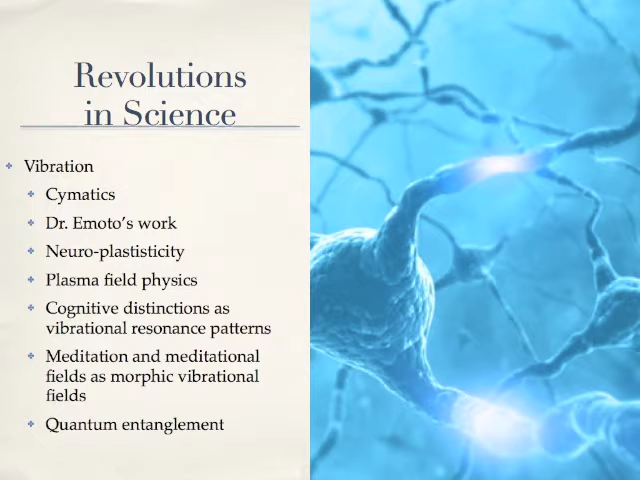 Revolutions
in Science
Vibration
Cymatics
Dr. Emoto's work
Neuro-plastisticity
Plasma field physics
Cognitive distinctions as
vibrational resonance patterns
Meditation and meditational
fields as morphic vibrational
fields
Quantum entanglement